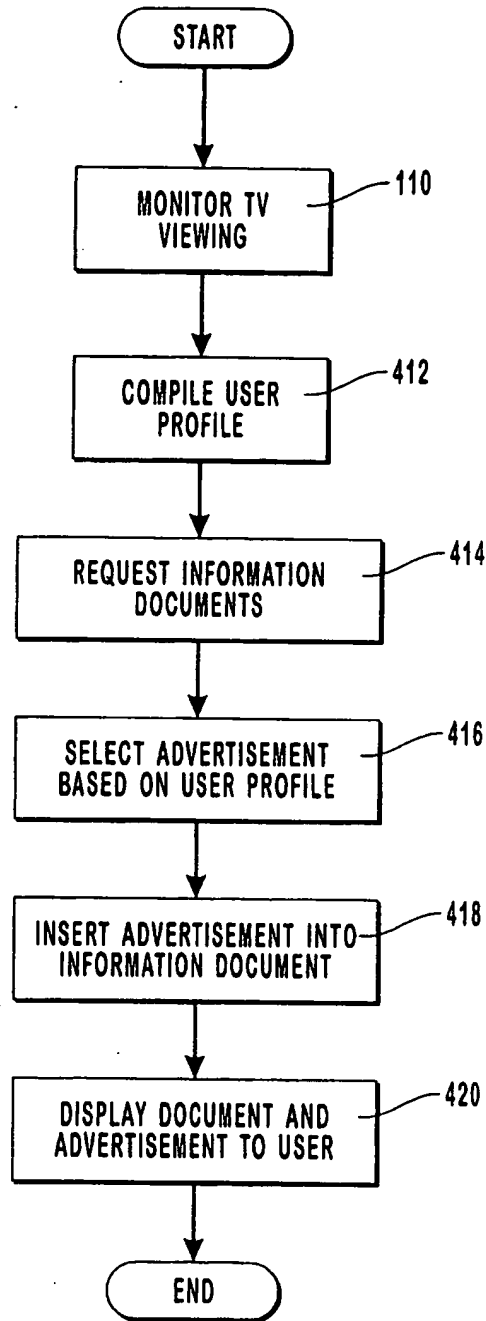 START
MONITOR TV
VIEWING
110
COMPILE USER
PROFILE
412
REQUEST INFORMATION
DOCUMENTS
414
SELECT ADVERTISEMENT
BASED ON USER PROFILE
416
INSERT ADVERTISEMENT INTO
INFORMATION DOCUMENT
418
DISPLAY DOCUMENT AND
ADVERTISEMENT TO USER
420
END